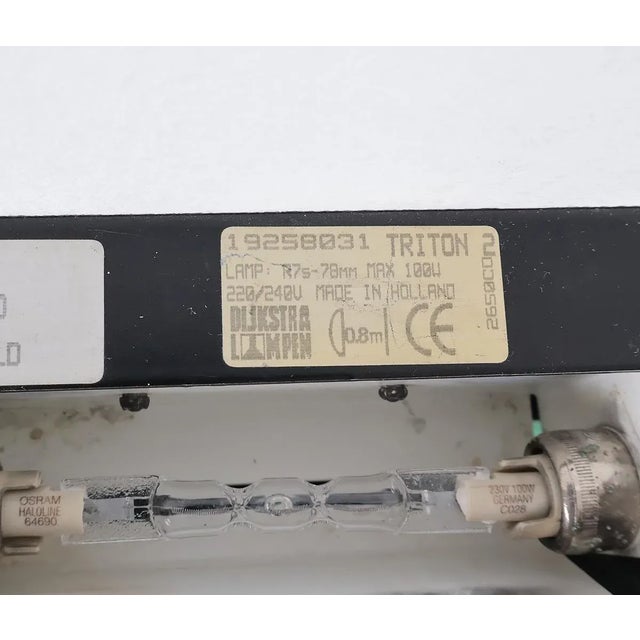 19258031 TRITON
LAMP: R7s-78mm MAX 100W
220/240V MADE IN HOLLAND
DIJKSTRA
LAMPEN
0.8m
CE
LD
OSRAM
HALOLINE
64690
230V 100W
GERMANY
C028